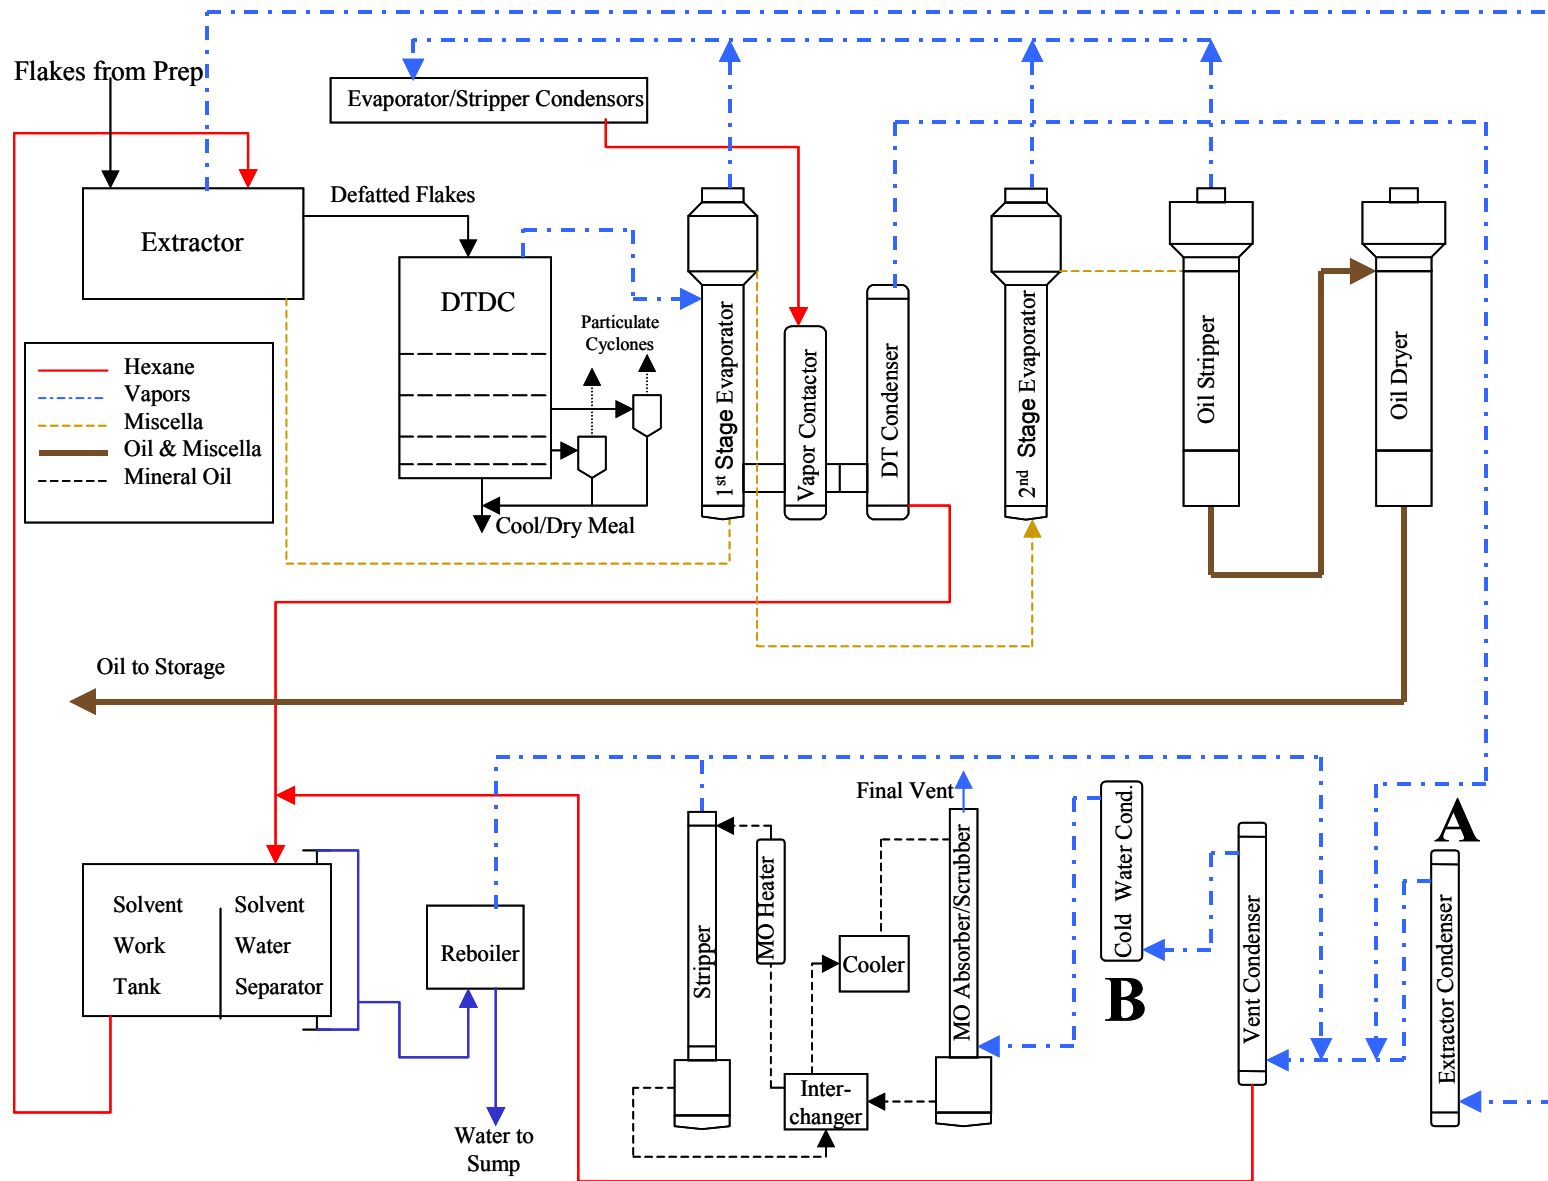 Flakes from Prep
Evaporator/Stripper Condensors
Extractor
Defatted Flakes
DTDC
Particulate
Cyclones
1st Stage Evaporator
Vapor Contactor
DT Condenser
2nd Stage Evaporator
Oil Stripper
Oil Dryer
Hexane
Vapors
Miscella
Oil & Miscella
Mineral Oil
Cool/Dry Meal
Oil to Storage
Final Vent
A
Solvent
Work
Tank
Solvent
Water
Separator
Reboiler
Stripper
MO Heater
Cooler
MO Absorber/Scrubber
Cold Water Cond.
B
Vent Condenser
Extractor Condenser
Inter-
changer
Water to
Sump